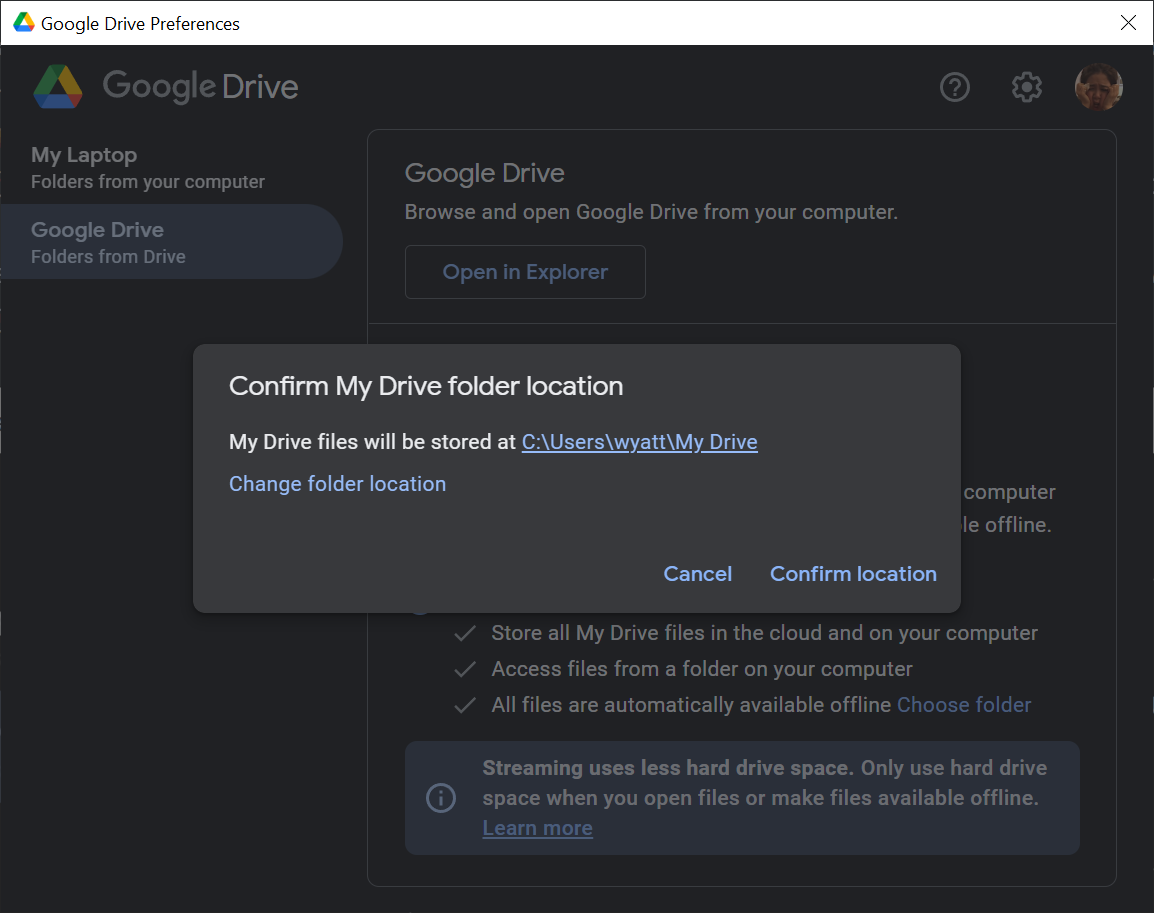 Google Drive Preferences
Google Drive
My Laptop
Folders from your computer
Google Drive
Folders from Drive
Google Drive
Browse and open Google Drive from your computer.
Open in Explorer
Confirm My Drive folder location
My Drive files will be stored at C:\Users\wyatt\My Drive
Change folder location
computer
offline.
Cancel
Confirm location
Store all My Drive files in the cloud and on your computer
Access files from a folder on your computer
All files are automatically available offline Choose folder
Streaming uses less hard drive space. Only use hard drive
space when you open files or make files available offline.
Learn more